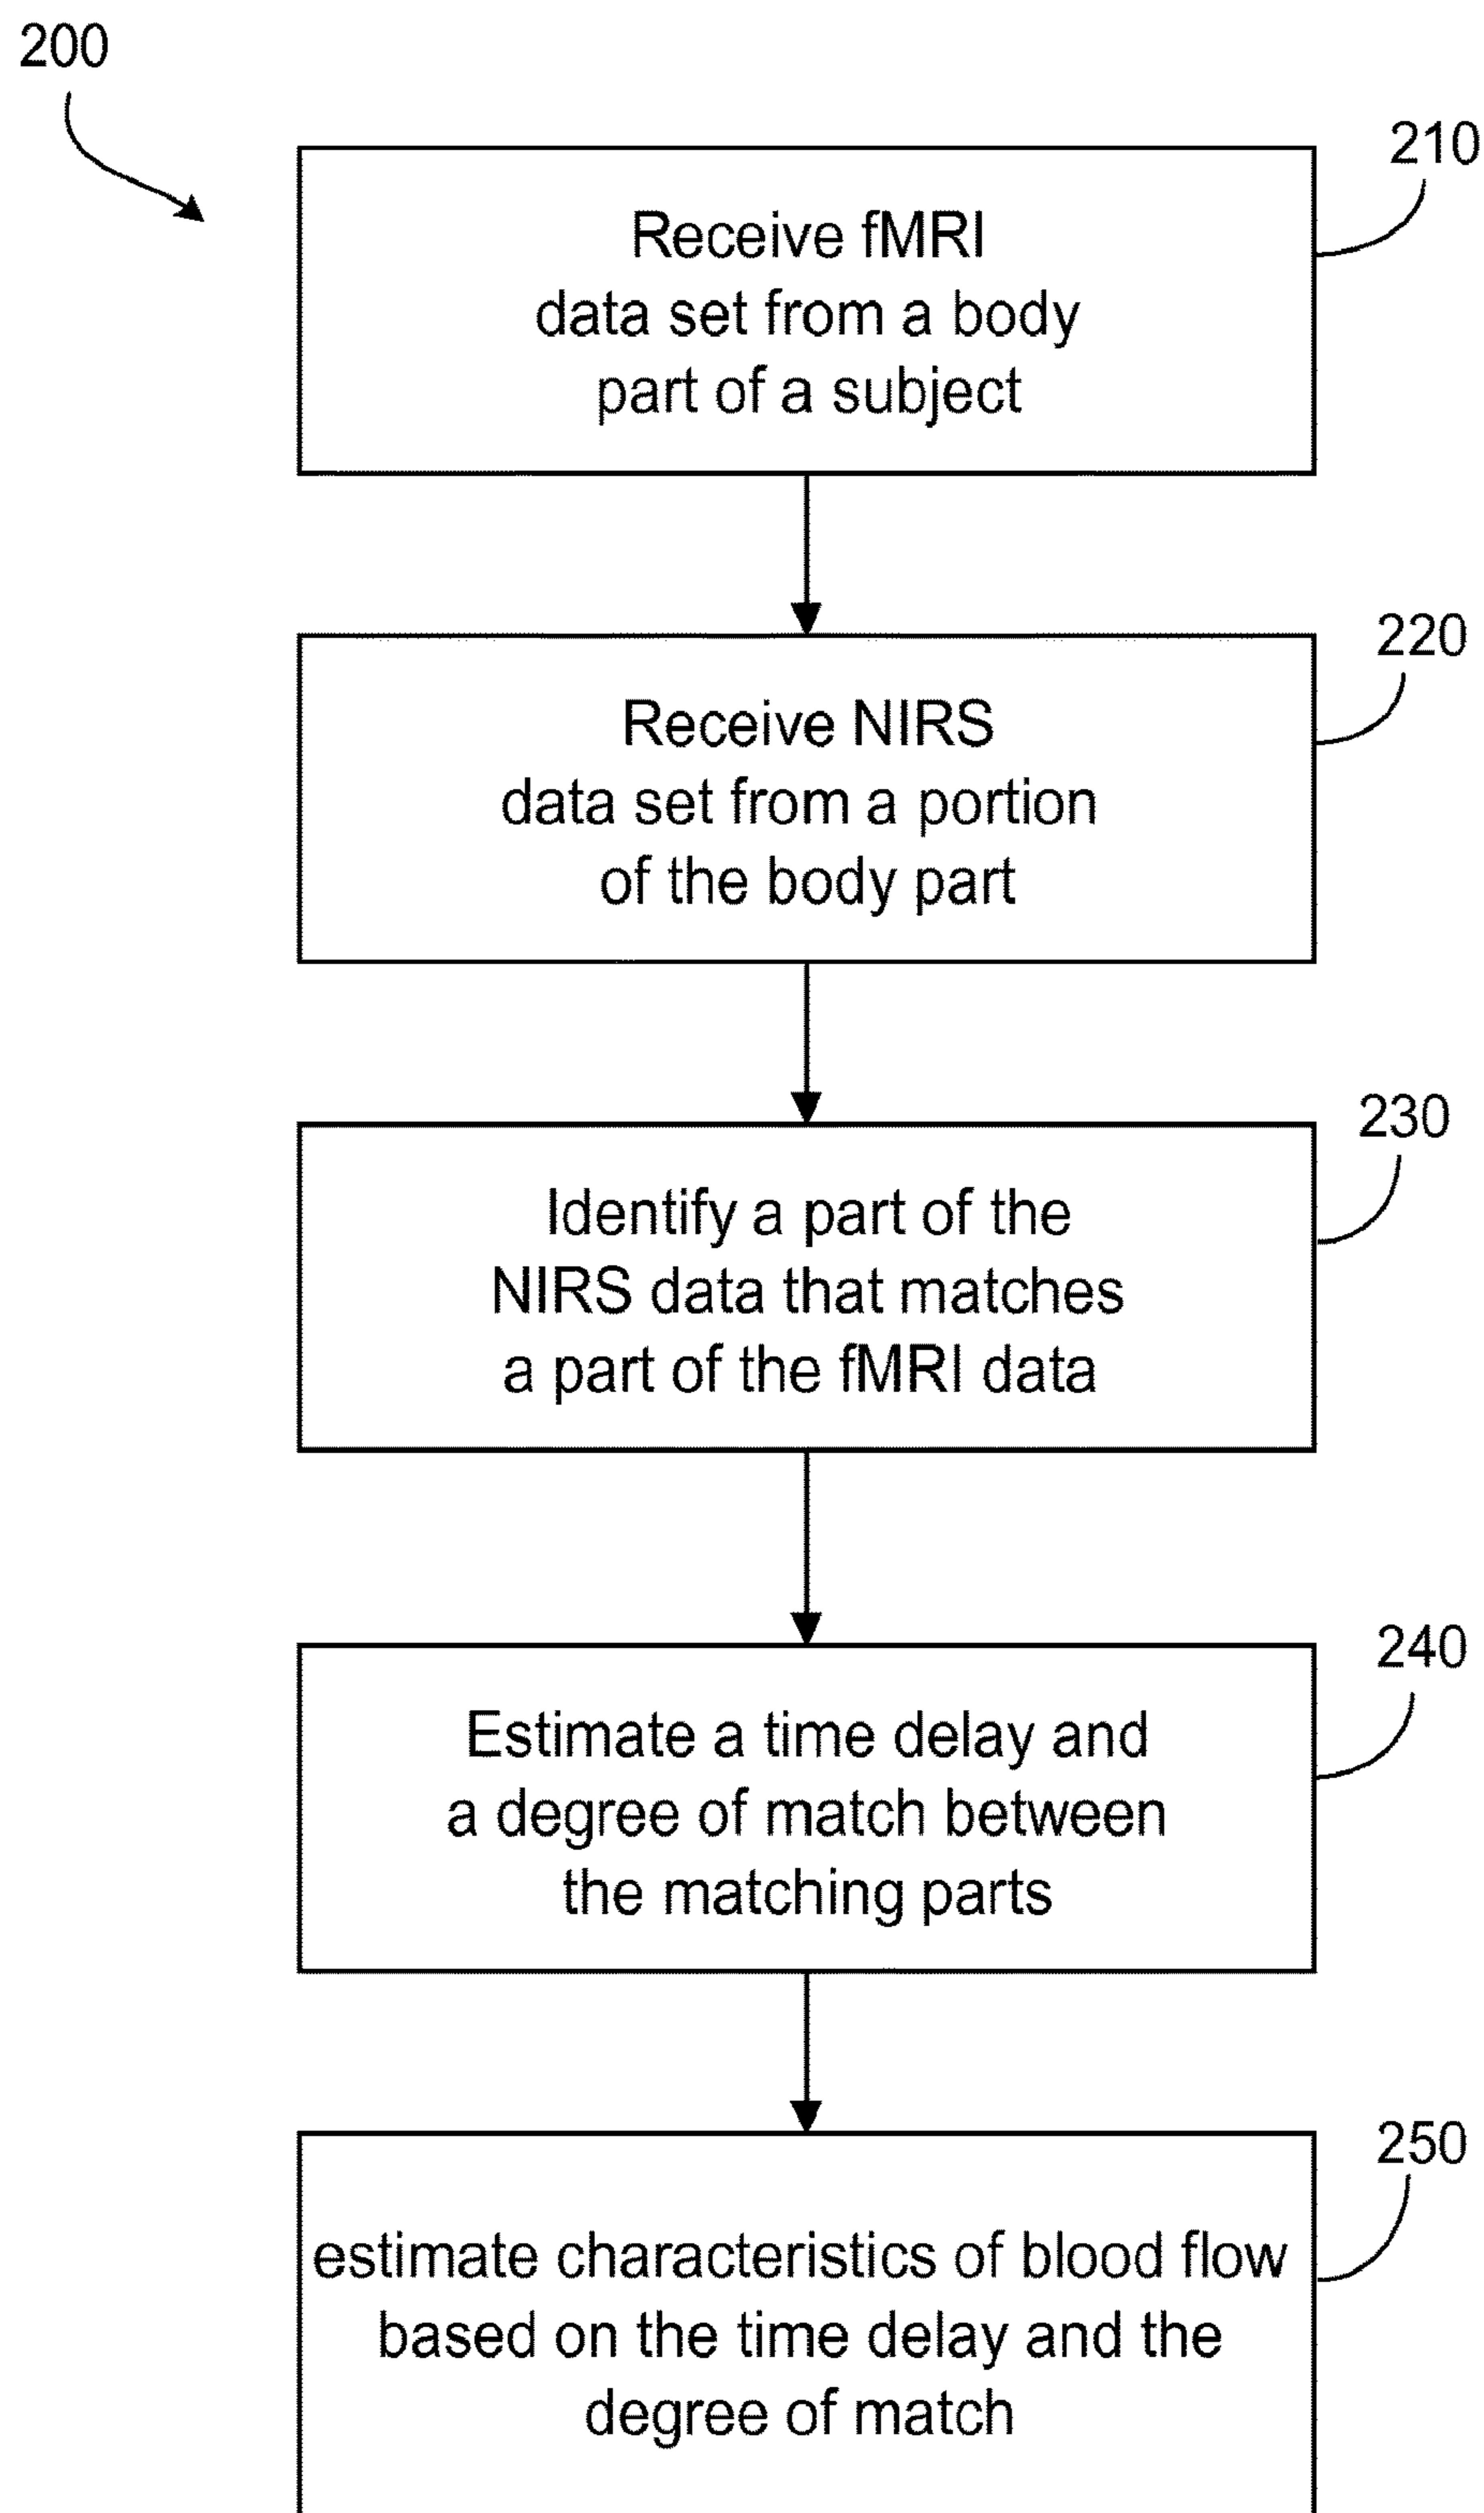 200
210
Receive fMRI
data set from a body
part of a subject
220
Receive NIRS
data set from a portion
of the body part
230
Identify a part of the
NIRS data that matches
a part of the fMRI data
240
Estimate a time delay and
a degree of match between
the matching parts
250
estimate characteristics of blood flow
based on the time delay and the
degree of match